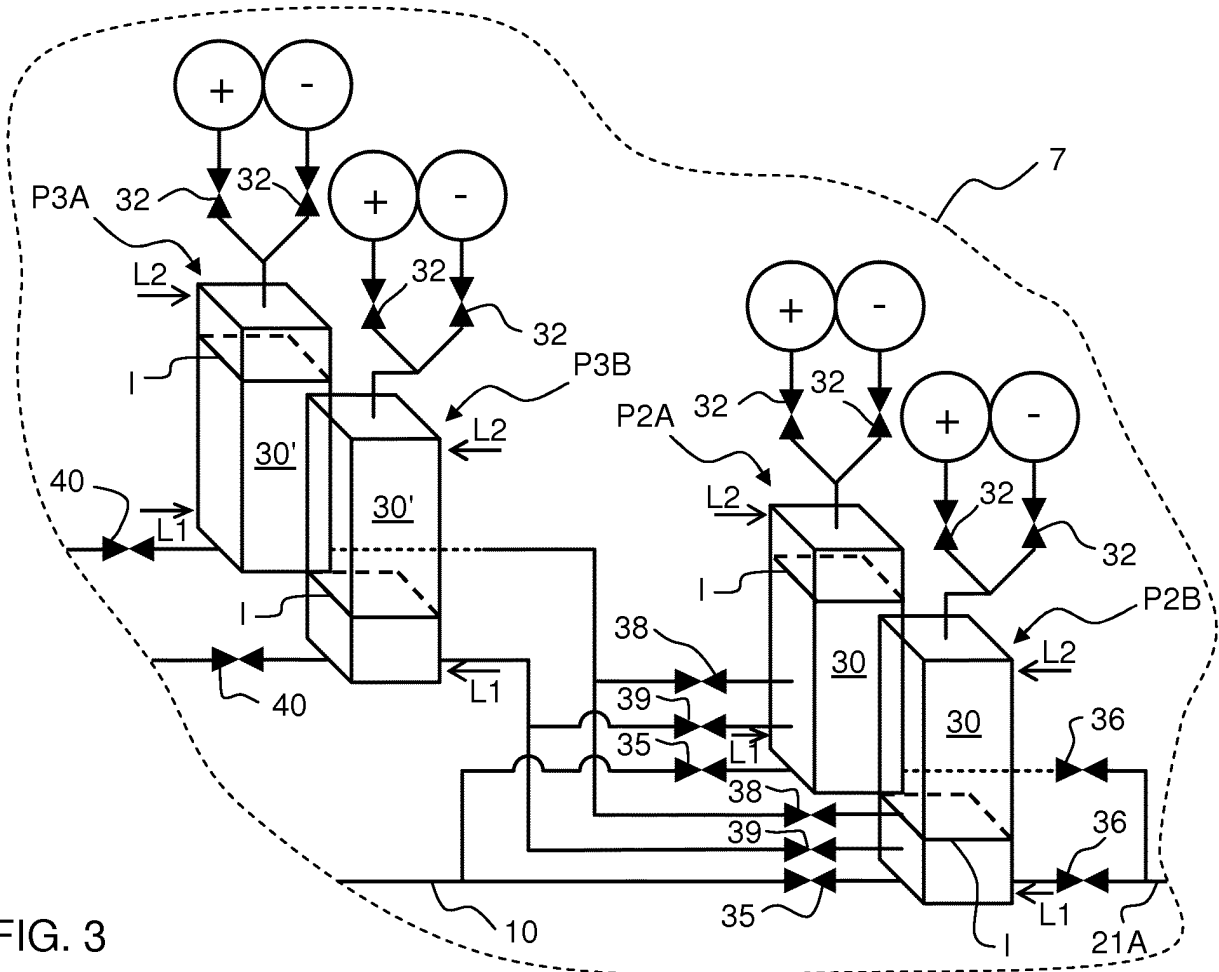 + -
7
32 32 + -
P3A
L2 32
32
I P3B
+ -
L2
30'
32 32
P2A + -
40 30'
L1 L2 32
32
I I P2B
38
40 L1 30 L2
39
L1 30 36
35
38
39 36
35 L1
10 I 21A
FIG. 3